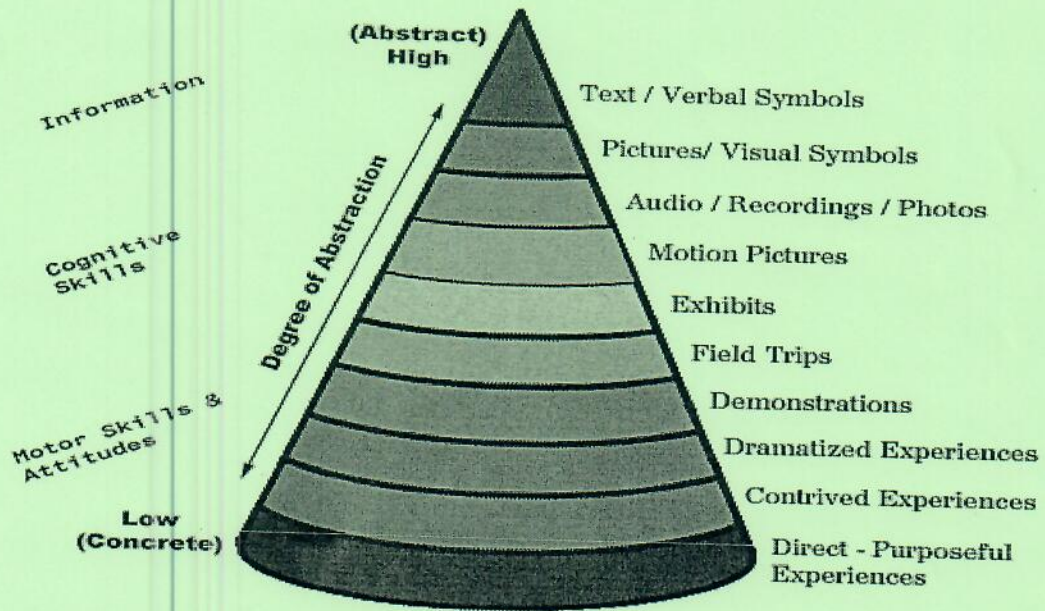 (Abstract)
High
Information
Text / Verbal Symbols
Pictures/ Visual Symbols
Degree of Abstraction
Audio / Recordings / Photos
Cognitive
Skills
Motion Pictures
Exhibits
Field Trips
Motor Skills &
Attitudes
Demonstrations
Dramatized Experiences
Contrived Experiences
Low
(Concrete)
Direct - Purposeful
Experiences